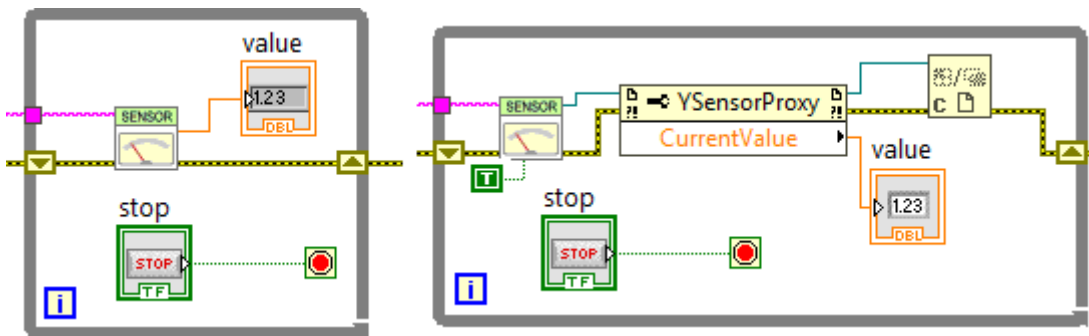 value
1.23
DBL
SENSOR
stop
STOP
TF
i
SENSOR
?!
YSensorProxy
?!
CurrentValue
C
T
value
1.23
DBL
stop
STOP
TF
i